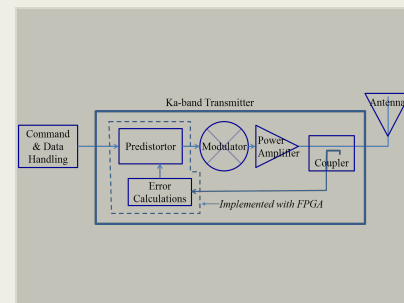 Ka-band Transmitter
Antenna
Command
& Data
Handling
Predistortor
Modulator
Power
Amplifier
Coupler
Error
Calculations
Implemented with FPGA